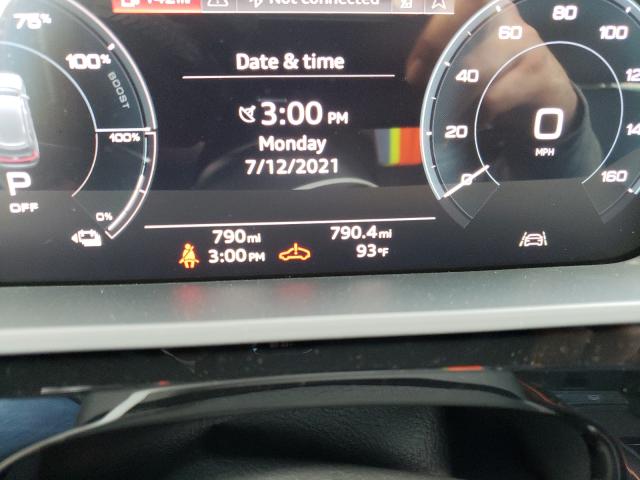 142mi Not connected
75%
100%
BOOST
100%
P
OFF
0%
Date & time
3:00 PM
Monday
7/12/2021
790mi 790.4mi
3:00 PM 93°F
80
60 100
40
20
0
160
0
MPH